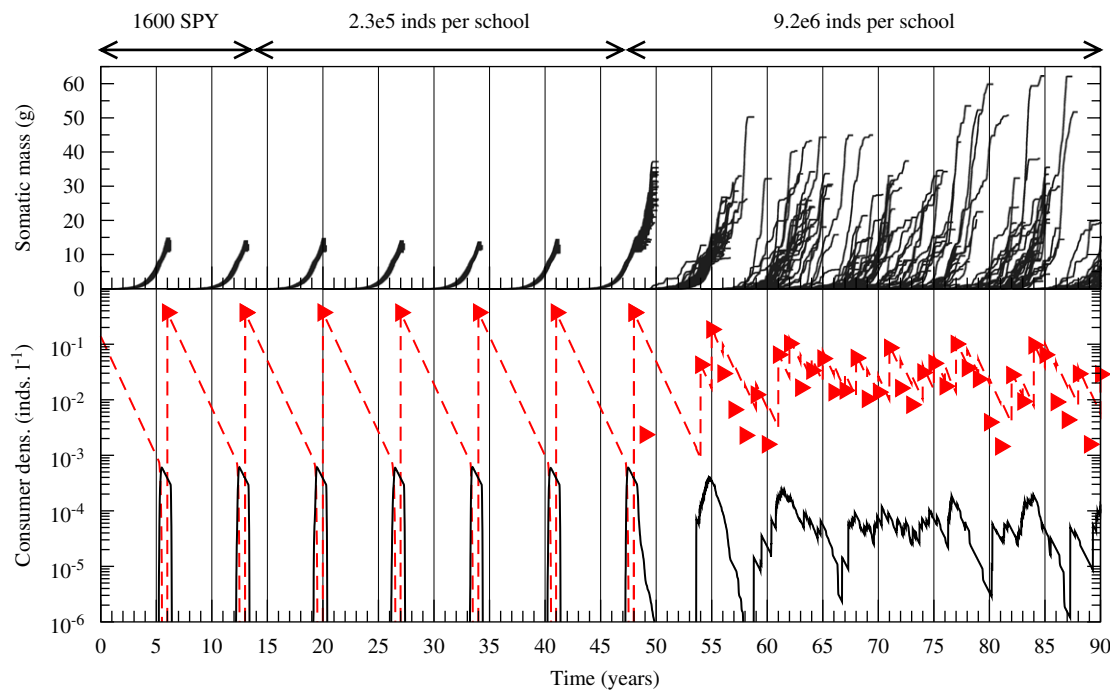 1600 SPY 2.3e5 inds per school 9.2e6 inds per school
Somatic mass (g)
60
50
40
30
20
10
0
Consumer dens. (inds. l⁻¹)
10⁻¹
10⁻²
10⁻³
10⁻⁴
10⁻⁵
10⁻⁶
0 5 10 15 20 25 30 35 40 45 50 55 60 65 70 75 80 85 90
Time (years)